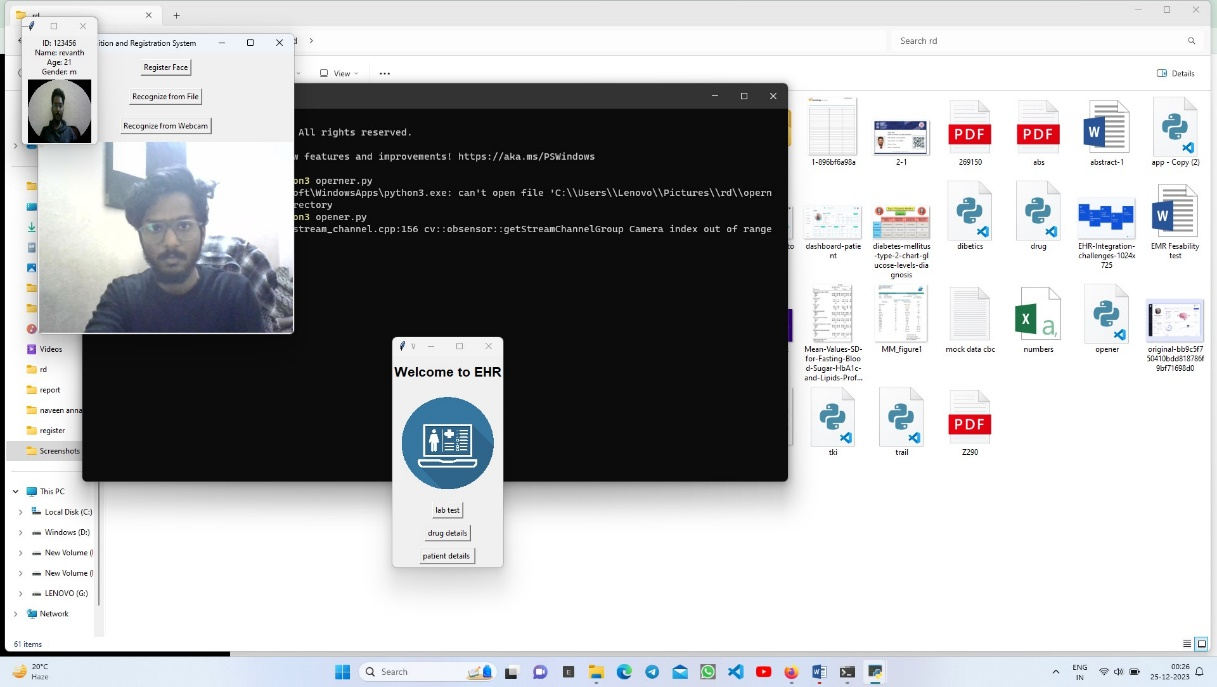 rd
ID: 123456
Name: revanth
Age: 21
Gender: m
ition and Registration System
Register Face
Recognize from File
Recognize from Webcam
View
Search rd
Details
All rights reserved.
w features and improvements! https://aka.ms/PSWindows
on3 operner.py
oft\WindowsApps\python3.exe: can't open file 'C:\\Users\\Lenovo\\Pictures\\rd\\opern
rectory
on3 opener.py
stream_channel.cpp:156 cv::obsensor::getStreamChannelGroup Camera index out of range
Welcome to EHR
lab test
drug details
patient details
1-896bf6a98a
2-1
PDF
269150
PDF
abs
W
abstract-1
app - Copy (2)
dashboard-patie
nt
diabetes-mellitus
-type-2-chart-gl
ucose-levels-dia
gnosis
dibetics
drug
EHR-Integration-
challenges-1024x
725
W
EMR Fesability
test
Mean-Values-SD-
for-Fasting-Bloo
d-Sugar-HbA1c-
and-Lipids-Prof...
MM_figure1
mock data cbc
X
a,
numbers
opener
original-bb9c5f7
50410bdd818786f
9bf71698d0
tki
trail
PDF
Z290
Videos
rd
report
naveen anna
register
Screenshots
This PC
Local Disk (C:)
Windows (D:)
New Volume (
New Volume (
LENOVO (G:)
Network
61 items
20°C
Haze
Search
ENG
IN
00:26
25-12-2023